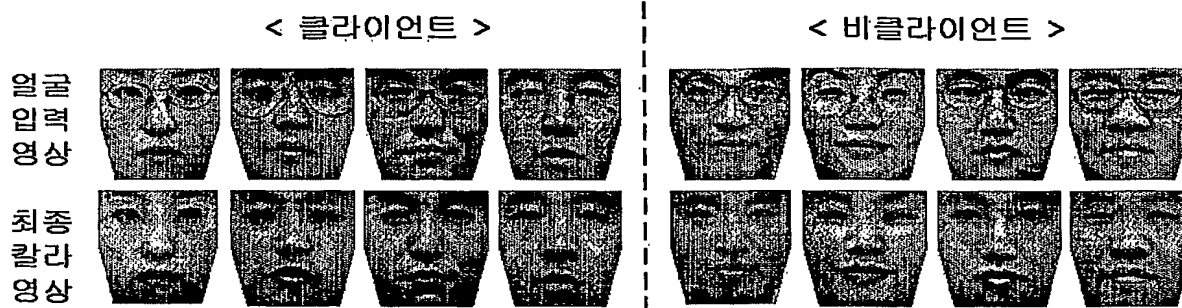 < 클라이언트 >
< 비클라이언트 >
얼굴
입력
영상
최종
칼라
영상